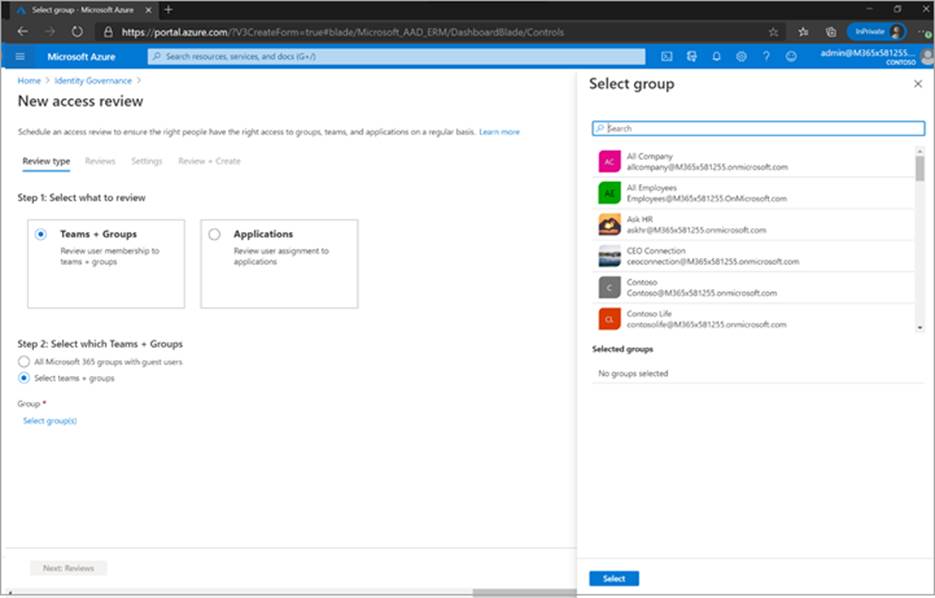 Select group - Microsoft Azure
https://portal.azure.com/?V3CreateForm=true#blade/Microsoft_AAD_ERM/DashboardBlade/Controls
InPrivate
Microsoft Azure
Search resources, services, and docs (G+/)
admin@M365x581255...
CONTOSO
Home > Identity Governance >
New access review
Schedule an access review to ensure the right people have the right access to groups, teams, and applications on a regular basis. Learn more
Review type Reviews Settings Review + Create
Step 1: Select what to review
Teams + Groups
Review user membership to
teams + groups
Applications
Review user assignment to
applications
Step 2: Select which Teams + Groups
All Microsoft 365 groups with guest users
Select teams + groups
Group *
Select group(s)
Next: Reviews
Select group
Search
AC
All Company
allcompany@M365x581255.onmicrosoft.com
AE
All Employees
Employees@M365x581255.OnMicrosoft.com
Ask HR
askhr@M365x581255.onmicrosoft.com
CEO Connection
ceoconnection@M365x581255.onmicrosoft.com
C
Contoso
Contoso@M365x581255.onmicrosoft.com
CL
Contoso Life
contosolife@M365x581255.onmicrosoft.com
Selected groups
No groups selected
Select